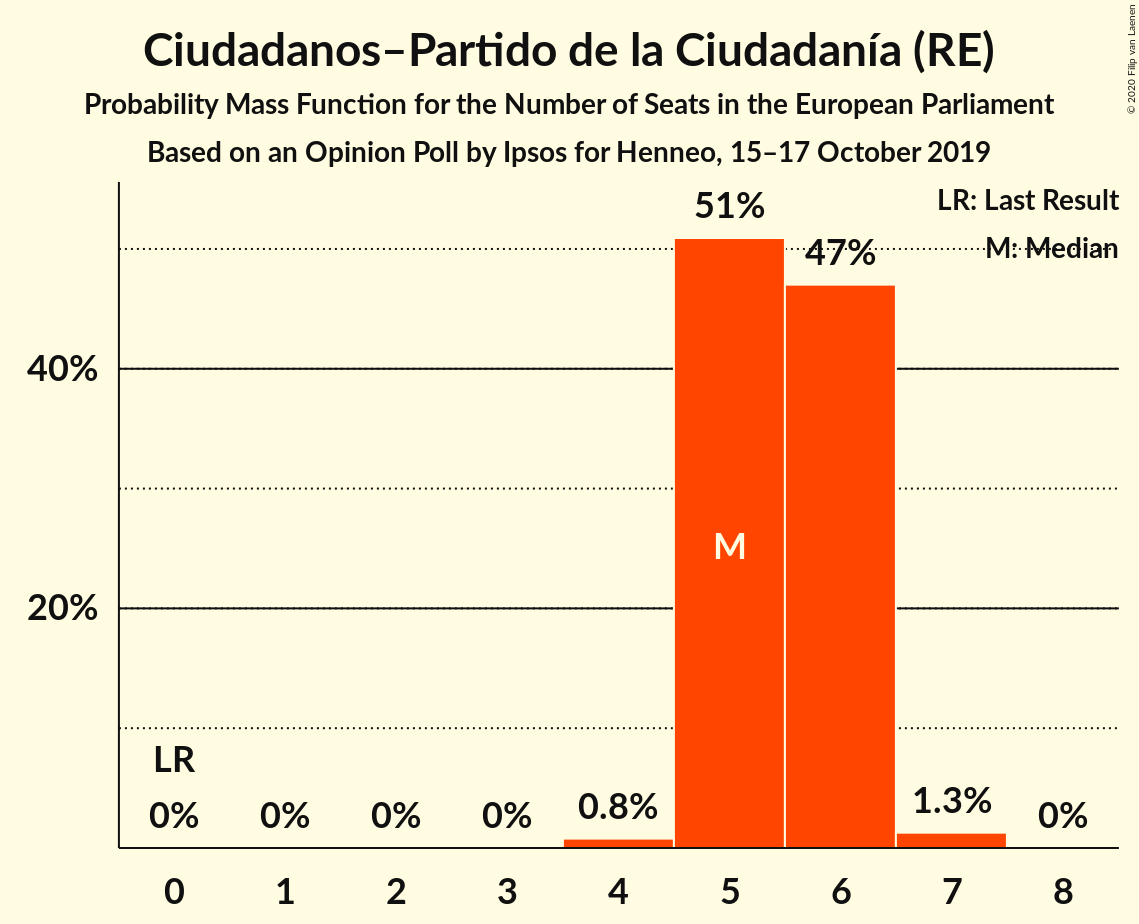 Ciudadanos–Partido de la Ciudadanía (RE)
Probability Mass Function for the Number of Seats in the European Parliament
Based on an Opinion Poll by Ipsos for Henneo, 15–17 October 2019
© 2020 Filip van Laenen
LR: Last Result
M: Median
51%
47%
40%
M
20%
LR
0% 0% 0% 0% 0.8% 1.3% 0%
0 1 2 3 4 5 6 7 8